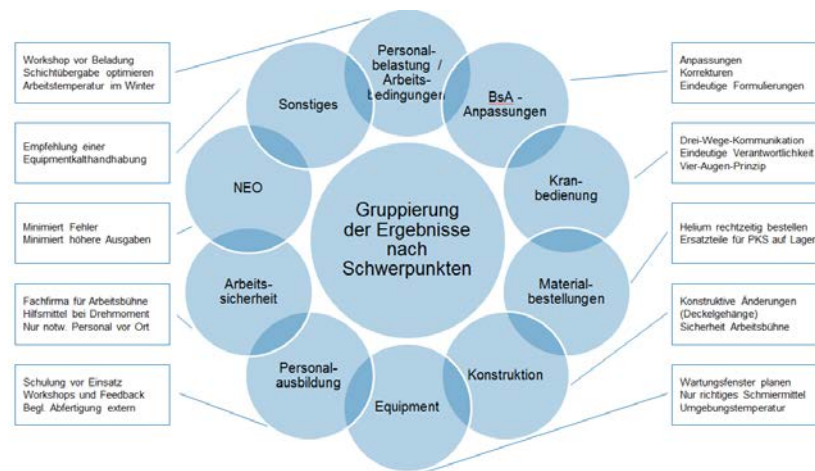 Workshop vor Beladung
Schichtübergabe optimieren
Arbeitstemperatur im Winter
Empfehlung einer
Equipmentkalthandhabung
Minimiert Fehler
Minimiert höhere Ausgaben
Fachfirma für Arbeitsbühne
Hilfsmittel bei Drehmoment
Nur notw. Personal vor Ort
Schulung vor Einsatz
Workshops und Feedback
Begl. Abfertigung extern
Personal-
belastung /
Arbeits-
bedingungen
BsA -
Anpassungen
Kran-
bedienung
Material-
bestellungen
Konstruktion
Equipment
Personal-
ausbildung
Arbeits-
sicherheit
NEO
Sonstiges
Gruppierung
der Ergebnisse
nach
Schwerpunkten
Anpassungen
Korrekturen
Eindeutige Formulierungen
Drei-Wege-Kommunikation
Eindeutige Verantwortlichkeit
Vier-Augen-Prinzip
Helium rechtzeitig bestellen
Ersatzteile für PKS auf Lager
Konstruktive Änderungen
(Deckelgehänge)
Sicherheit Arbeitsbühne
Wartungsfenster planen
Nur richtiges Schmiermittel
Umgebungstemperatur